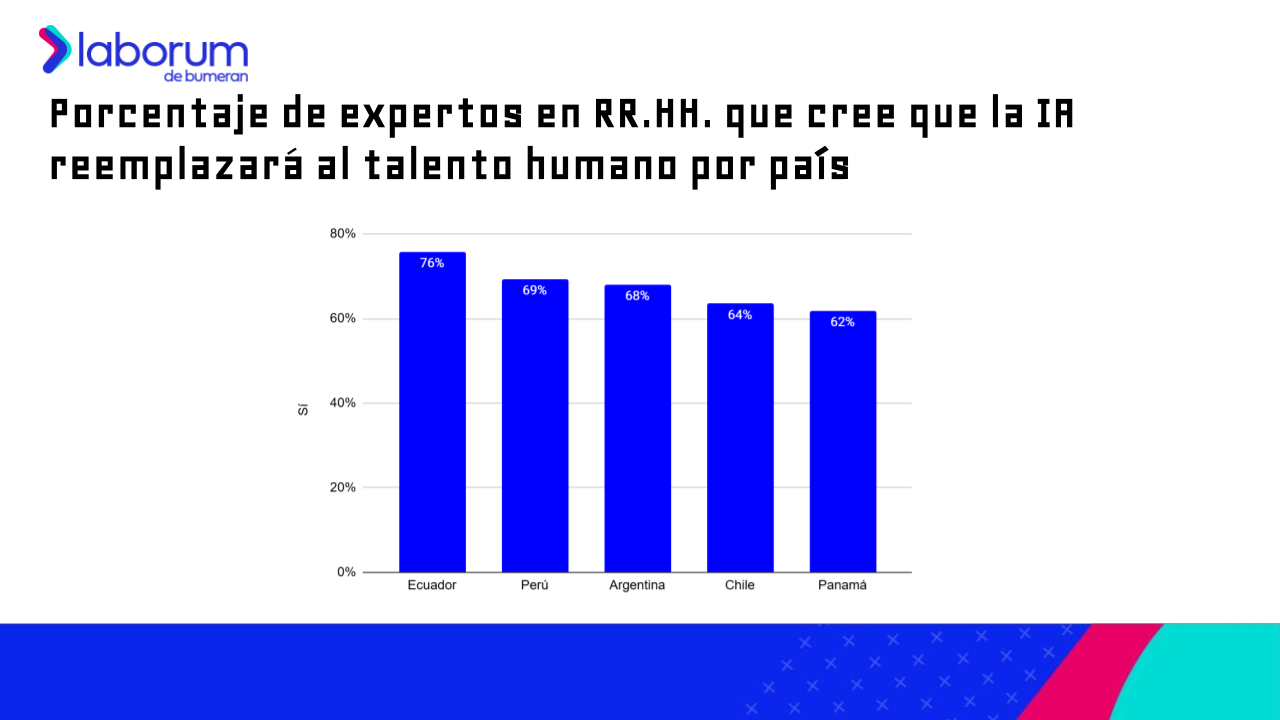 laborum
de bumeran
Porcentaje de expertos en RR.HH. que cree que la IA
reemplazará al talento humano por país
80%
60%
40%
20%
0%
Sí
76%
69%
68%
64%
62%
Ecuador
Perú
Argentina
Chile
Panamá